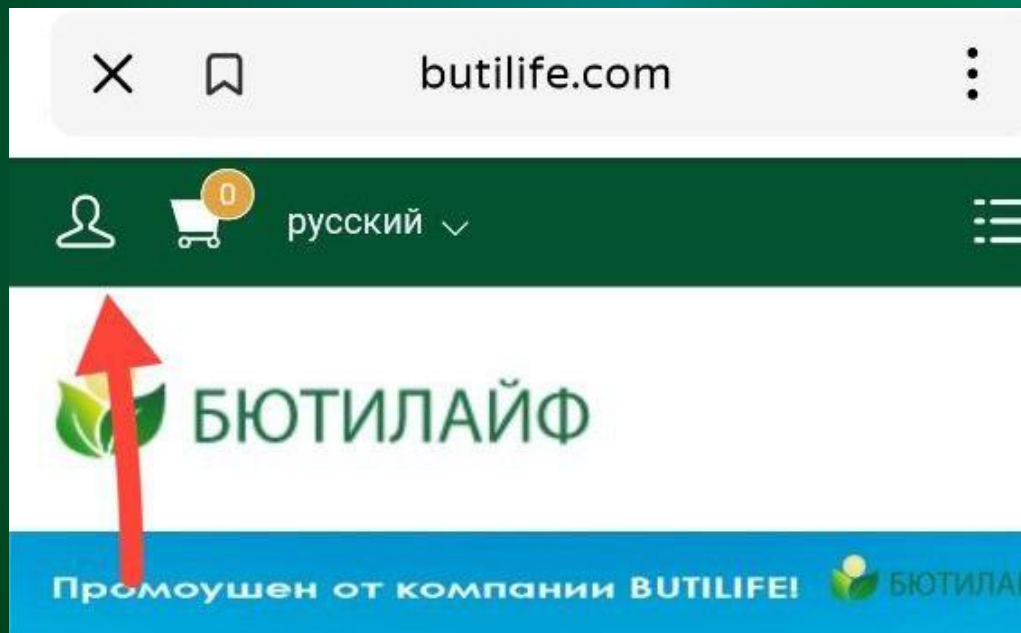 butilife.com
0
русский
БЮТИЛАЙФ
Промоушен от компании BUTILIFE!